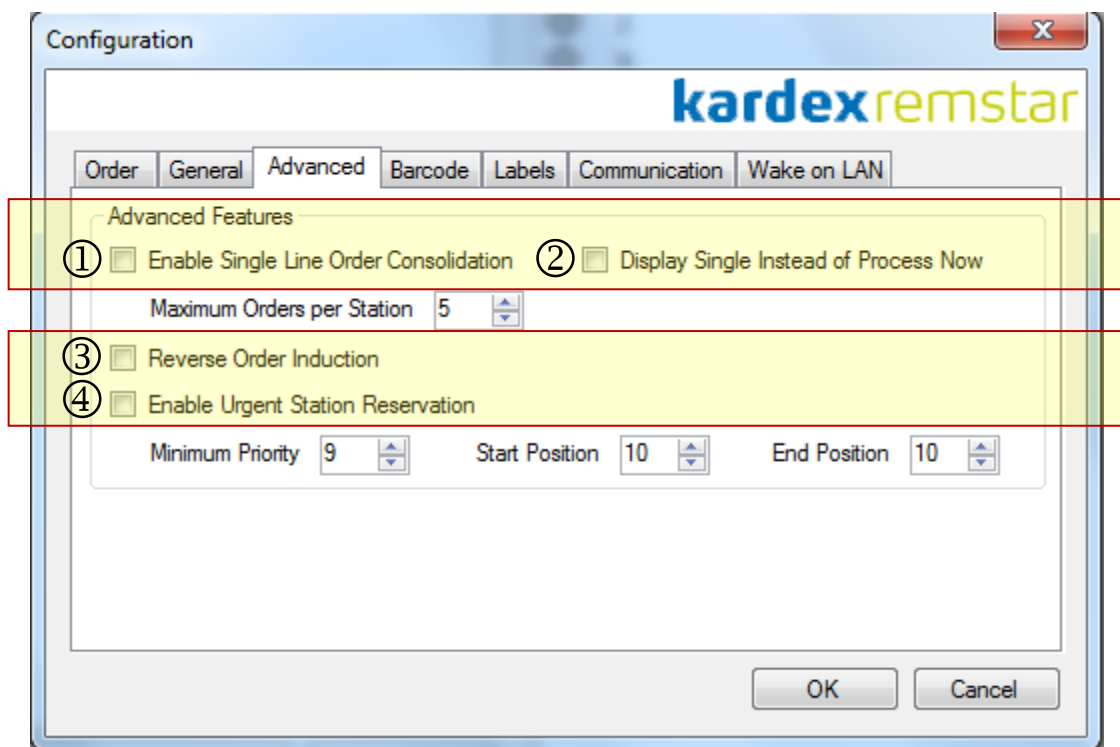 Configuration
x
kardexremstar
Order General Advanced Barcode Labels Communication Wake on LAN
Advanced Features
① Enable Single Line Order Consolidation ② Display Single Instead of Process Now
Maximum Orders per Station 5
③ Reverse Order Induction
④ Enable Urgent Station Reservation
Minimum Priority 9 Start Position 10 End Position 10
OK Cancel